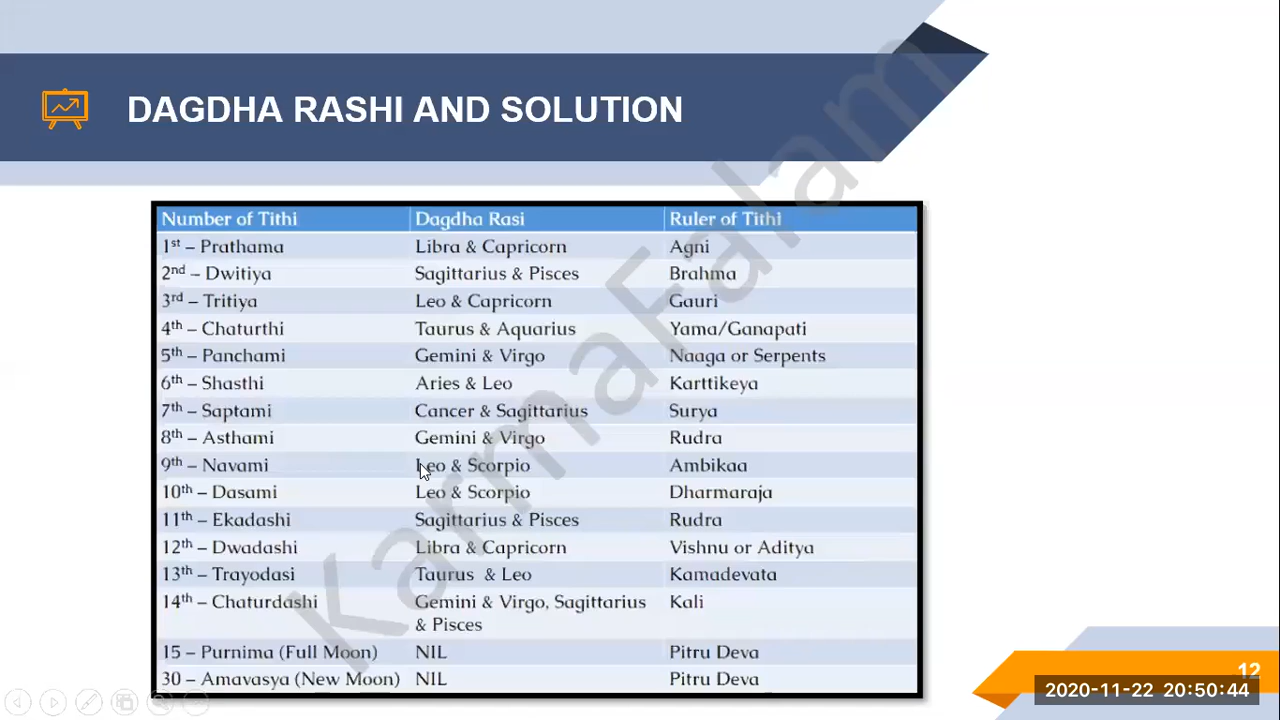 DAGDHA RASHI AND SOLUTION
Number of Tithi Dagdha Rasi Ruler of Tithi
1st – Prathama Libra & Capricorn Agni
2nd – Dwitiya Sagittarius & Pisces Brahma
3rd – Tritiya Leo & Capricorn Gauri
4th – Chaturthi Taurus & Aquarius Yama/Ganapati
5th – Panchami Gemini & Virgo Naaga or Serpents
6th – Shasthi Aries & Leo Karttikeya
7th – Saptami Cancer & Sagittarius Surya
8th – Asthami Gemini & Virgo Rudra
9th – Navami Leo & Scorpio Ambikaa
10th – Dasami Leo & Scorpio Dharmaraja
11th – Ekadashi Sagittarius & Pisces Rudra
12th – Dwadashi Libra & Capricorn Vishnu or Aditya
13th – Trayodasi Taurus & Leo Kamadevata
14th – Chaturdashi Gemini & Virgo, Sagittarius Kali
& Pisces
15 – Purnima (Full Moon) NIL Pitru Deva
30 – Amavasya (New Moon) NIL Pitru Deva
KarmaFalam
12
2020-11-22 20:50:44